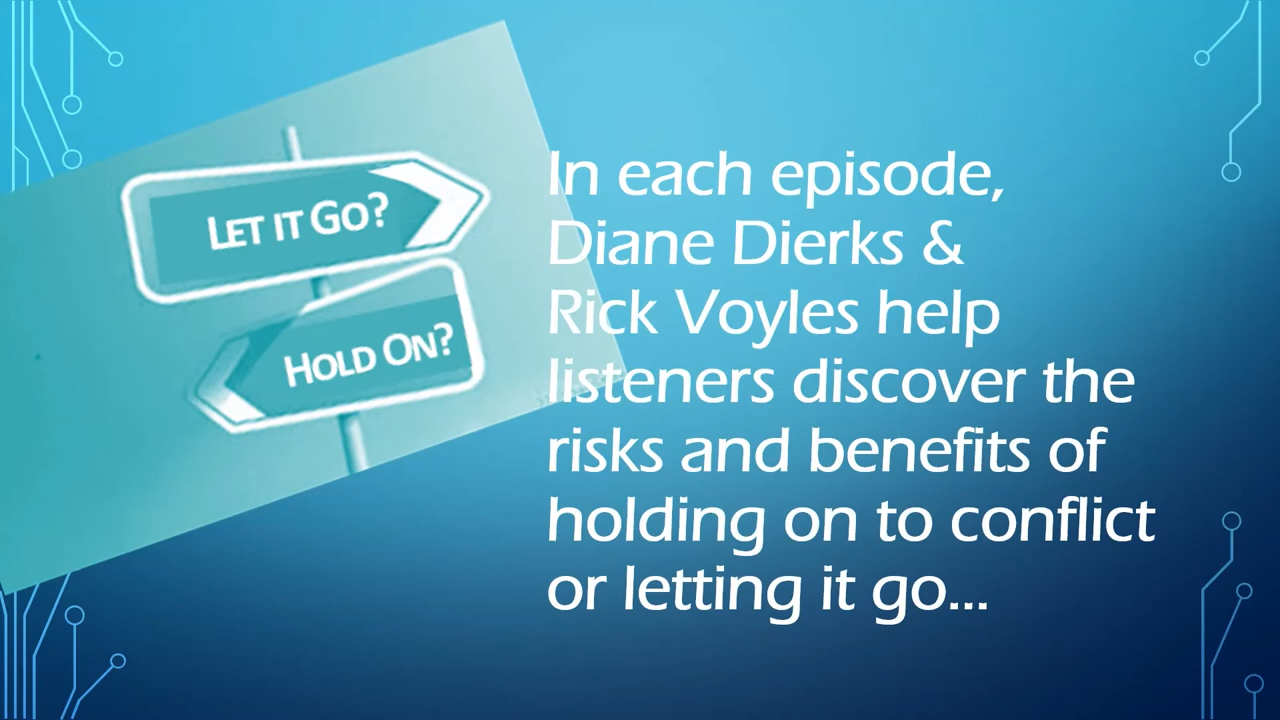 LET IT GO?
HOLD ON?
In each episode,
Diane Dierks &
Rick Voyles help
listeners discover the
risks and benefits of
holding on to conflict
or letting it go...